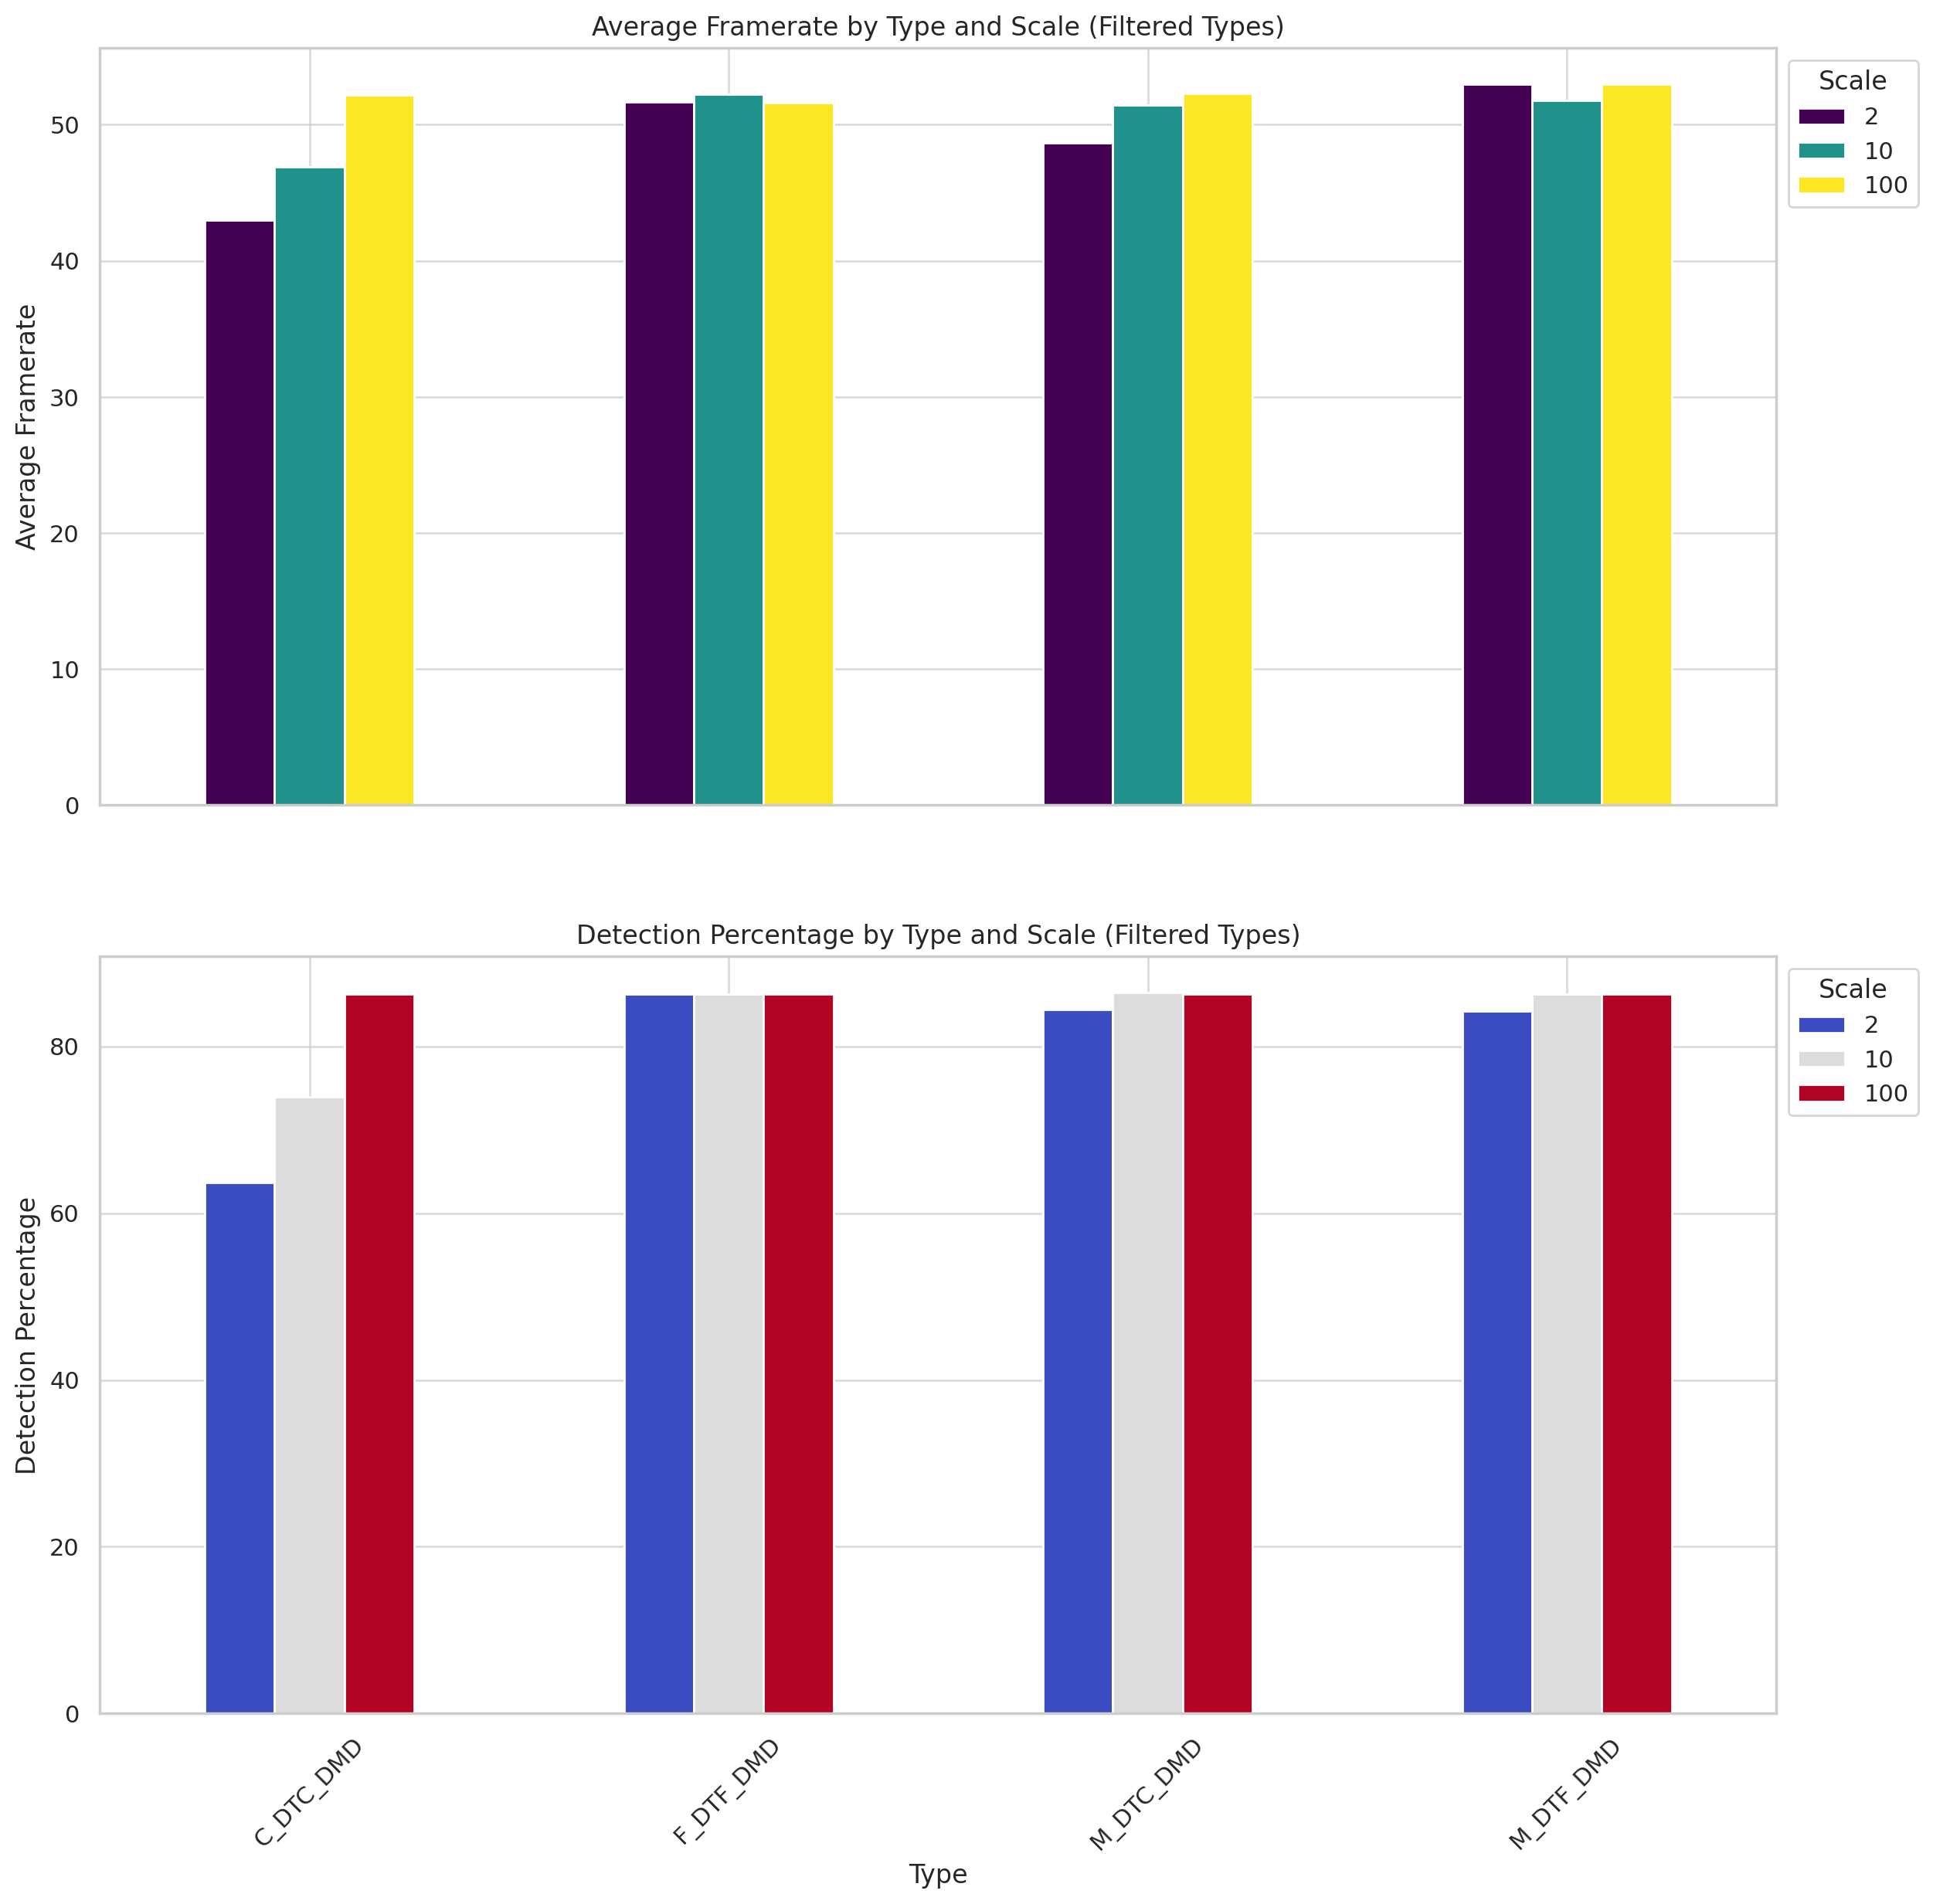 Average Framerate by Type and Scale (Filtered Types)
Average Framerate
50
40
30
20
10
0
Scale
2
10
100
Detection Percentage by Type and Scale (Filtered Types)
Detection Percentage
80
60
40
20
0
Scale
2
10
100
C_DTC_DMD
F_DTF_DMD
M_DTC_DMD
M_DTF_DMD
Type